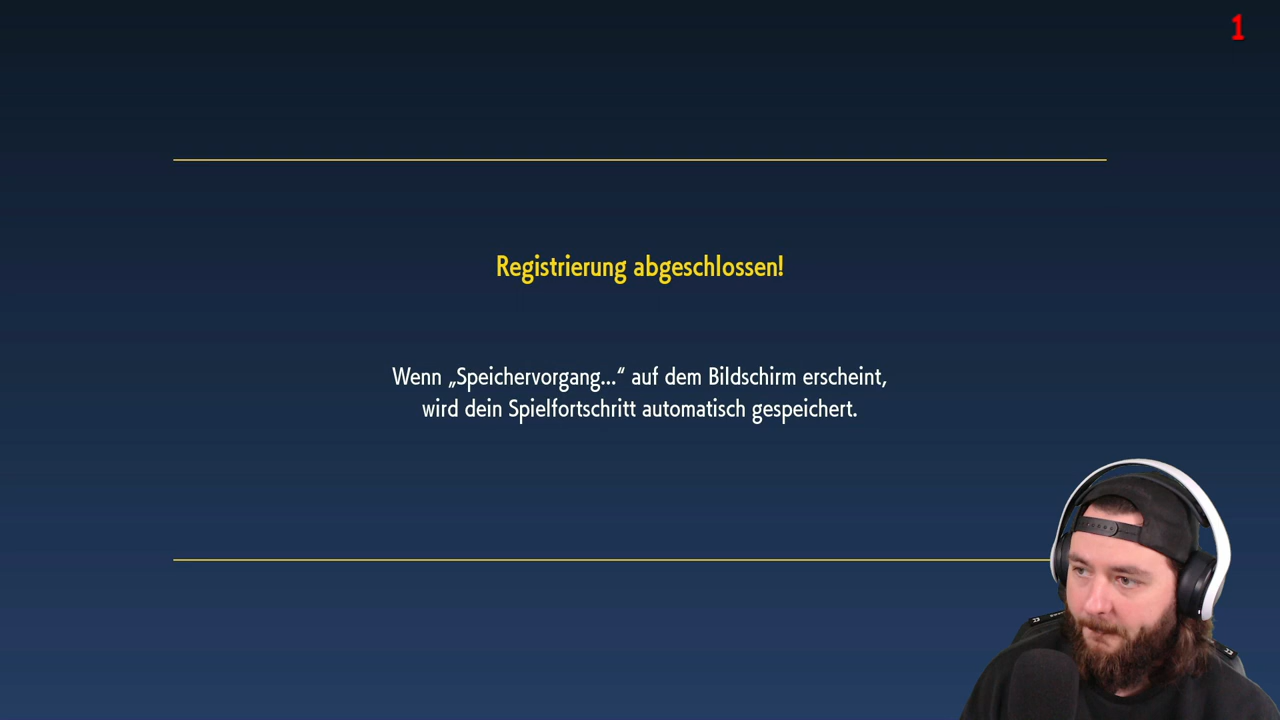 1
Registrierung abgeschlossen!
Wenn „Speichervorgang...“ auf dem Bildschirm erscheint,
wird dein Spielfortschritt automatisch gespeichert.